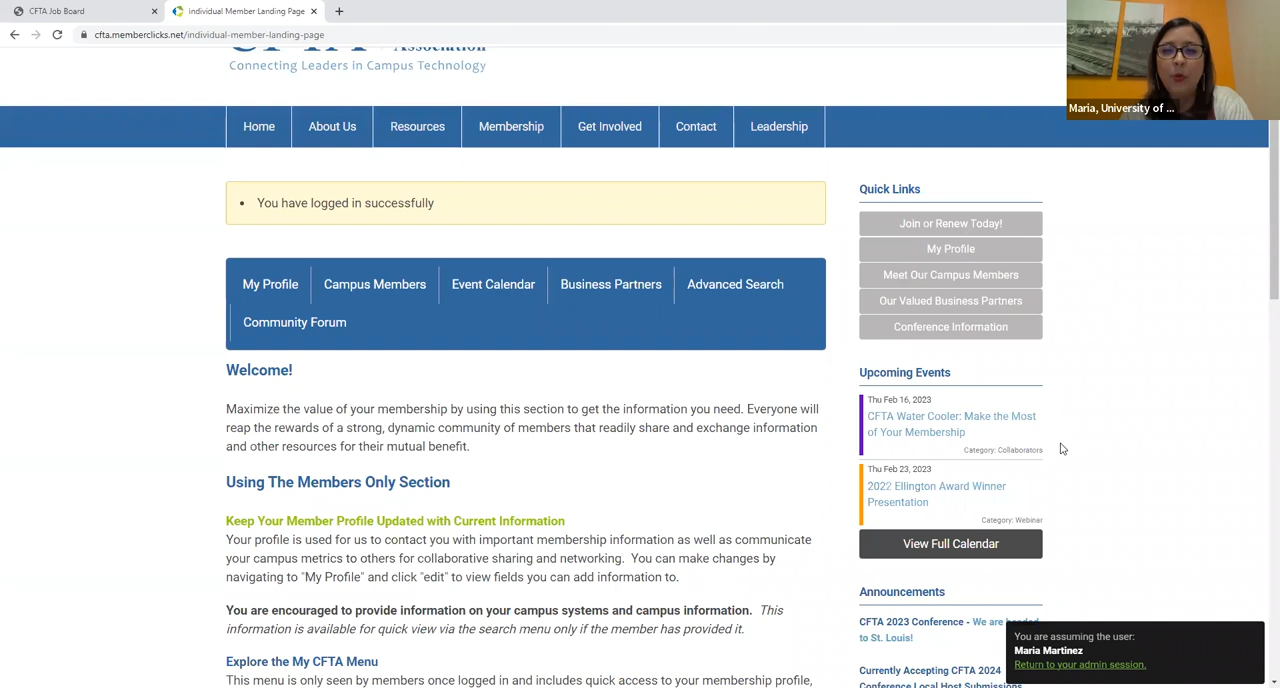 CFTA Job Board
Individual Member Landing Page
cfta.memberclicks.net/individual-member-landing-page
Association
Connecting Leaders in Campus Technology
Maria, University of ...
Home
About Us
Resources
Membership
Get Involved
Contact
Leadership
You have logged in successfully
My Profile
Campus Members
Event Calendar
Business Partners
Advanced Search
Community Forum
Welcome!
Maximize the value of your membership by using this section to get the information you need. Everyone will
reap the rewards of a strong, dynamic community of members that readily share and exchange information
and other resources for their mutual benefit.
Using The Members Only Section
Keep Your Member Profile Updated with Current Information
Your profile is used for us to contact you with important membership information as well as communicate
your campus metrics to others for collaborative sharing and networking. You can make changes by
navigating to "My Profile" and click "edit" to view fields you can add information to.
You are encouraged to provide information on your campus systems and campus information. This
information is available for quick view via the search menu only if the member has provided it.
Explore the My CFTA Menu
This menu is only seen by members once logged in and includes quick access to your membership profile,
Quick Links
Join or Renew Today!
My Profile
Meet Our Campus Members
Our Valued Business Partners
Conference Information
Upcoming Events
Thu Feb 16, 2023
CFTA Water Cooler: Make the Most
of Your Membership
Category: Collaborators
Thu Feb 23, 2023
2022 Ellington Award Winner
Presentation
Category: Webinar
View Full Calendar
Announcements
CFTA 2023 Conference - We are headed
to St. Louis!
Currently Accepting CFTA 2024
Conference Local Host Submissions
You are assuming the user:
Maria Martinez
Return to your admin session.